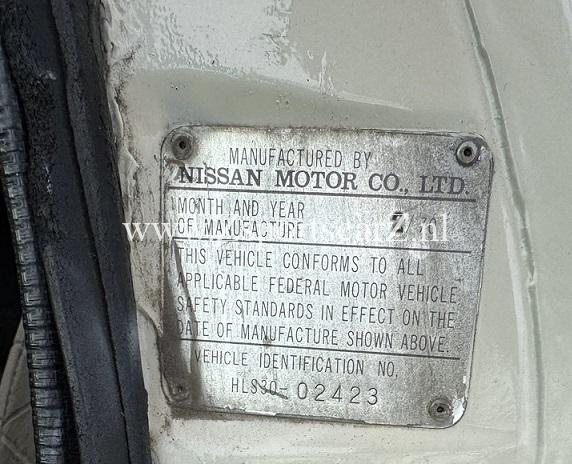 MANUFACTURED BY
NISSAN MOTOR CO., LTD.
MONTH AND YEAR
OF MANUFACTURE
THIS VEHICLE CONFORMS TO ALL
APPLICABLE FEDERAL MOTOR VEHICLE
SAFETY STANDARDS IN EFFECT ON THE
DATE OF MANUFACTURE SHOWN ABOVE.
VEHICLE IDENTIFICATION NO.
HLS30-02423